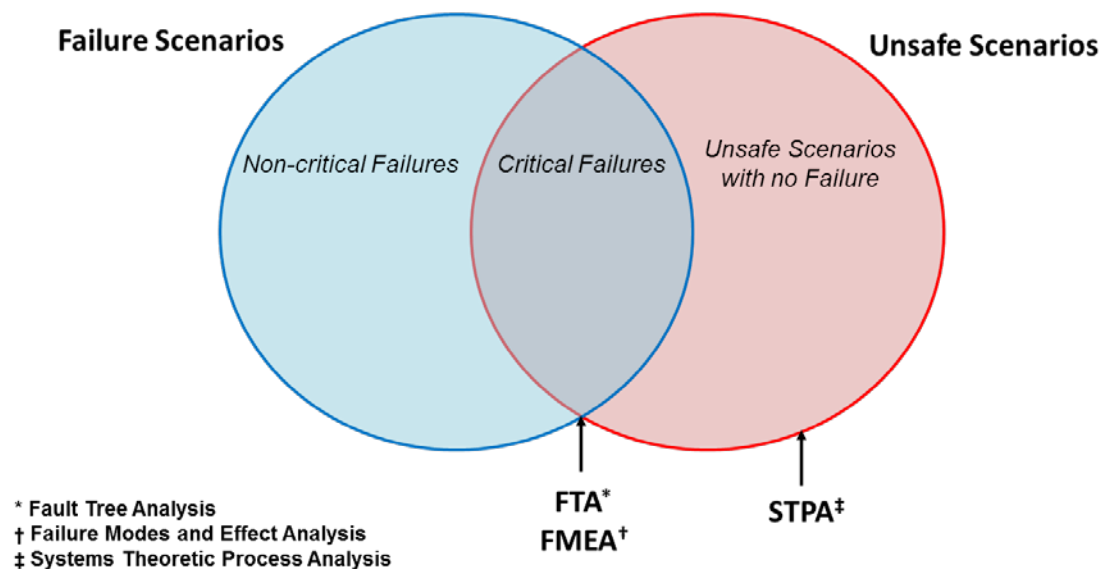 Failure Scenarios
Unsafe Scenarios
Non-critical Failures
Critical Failures
Unsafe Scenarios
with no Failure
FTA*
FMEA†
STPA‡
* Fault Tree Analysis
† Failure Modes and Effect Analysis
‡ Systems Theoretic Process Analysis